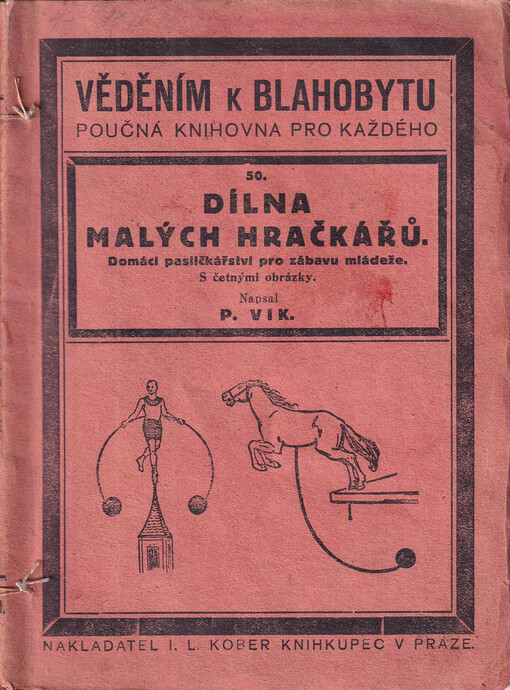 VĚDĚNÍM K BLAHOBYTU
POUČNÁ KNIHOVNA PRO KAŽDÉHO
50.
DÍLNA
MALÝCH HRAČKÁŘŮ.
Domácí pasiičkářství pro zábavu mládeže.
S četnými obrázky.
Napsal
P. VIK.
NAKLADATEL I. L. KOBER KNIHKUPEC V PRAZE.